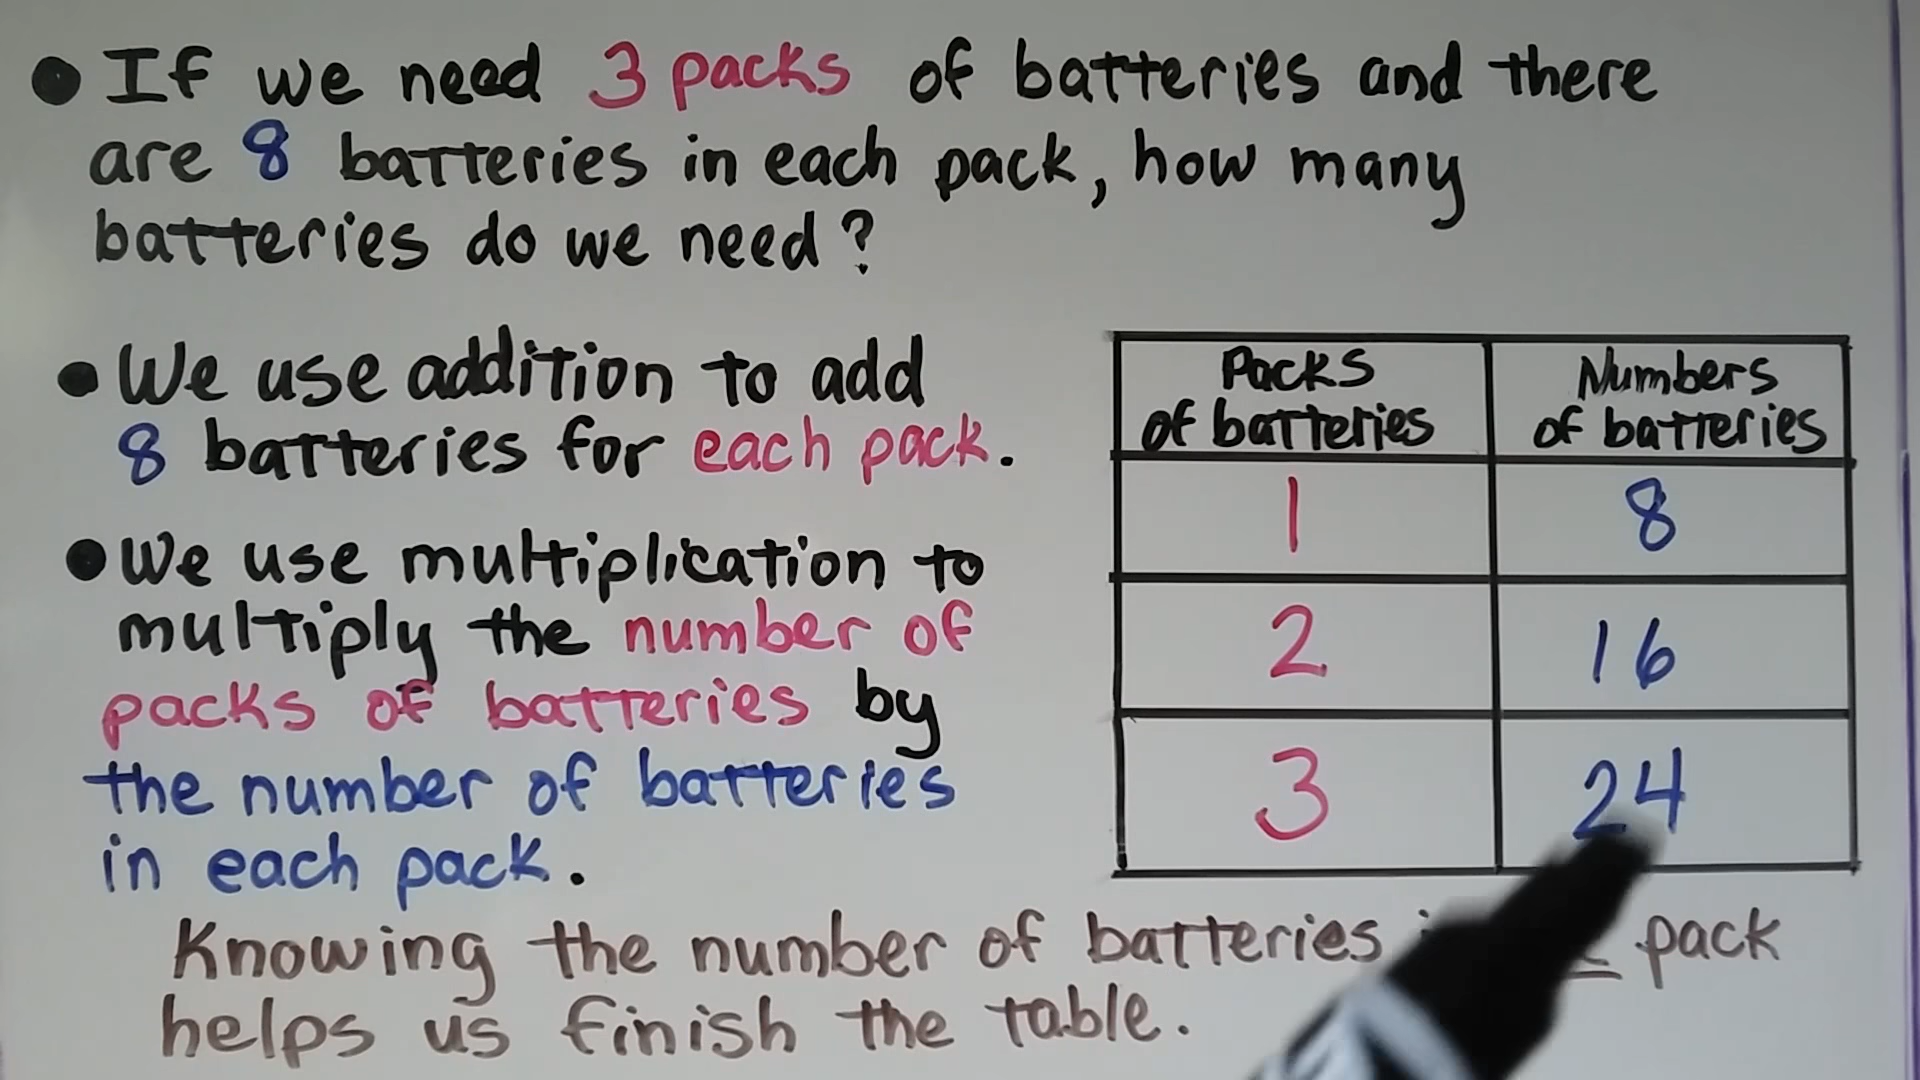 If we need 3 packs of batteries and there
are 8 batteries in each pack, how many
batteries do we need?
We use addition to add
8 batteries for each pack.
We use multiplication to
multiply the number of
packs of batteries by
the number of batteries
in each pack.
Packs of batteries Numbers of batteries
1 8
2 16
3 24
Knowing the number of batteries pack
helps us finish the table.